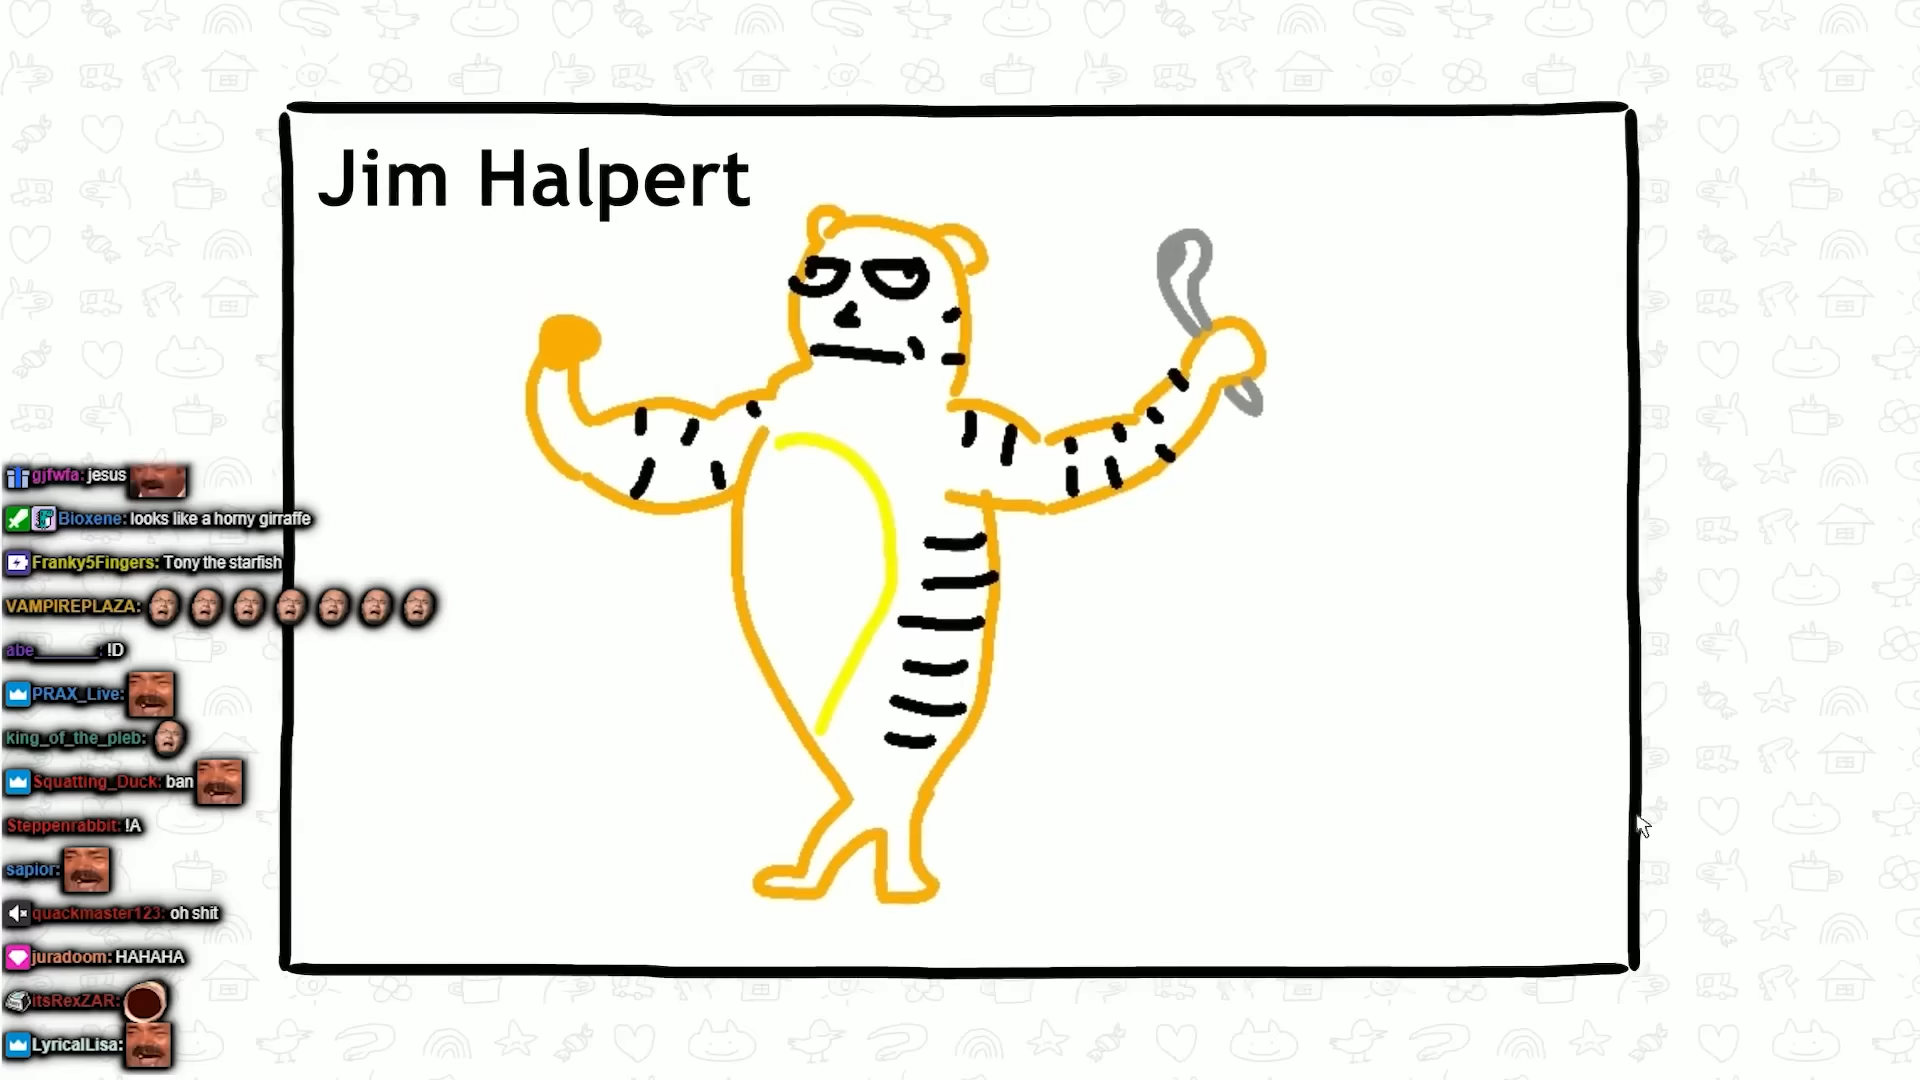 Jim Halpert
gjfwfa: jesus
Bioxene: looks like a horny girraffe
Franky5Fingers: Tony the starfish
VAMPIREPLAZA:
abe______: !D
PRAX_Live:
king_of_the_pleb:
Squatting_Duck: ban
Steppenrabbit: !A
sapior:
quackmaster123: oh shit
juradoom: HAHAHA
itsRexZAR:
LyricalLisa: